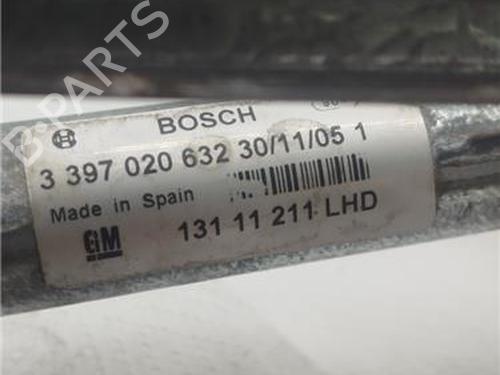 BOSCH
3 397 020 632 30/11/05 1
Made in Spain
GM 131 11 211 LHD
B-PARTS